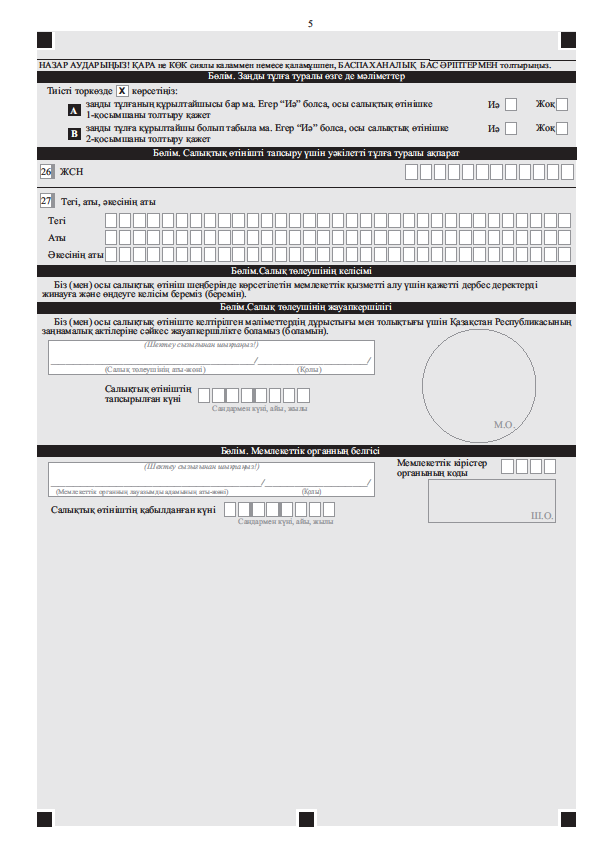 5
НАЗАР АУДАРЫҢЫЗ! ҚАРА не КӨК сиялы қаламмен немесе қаламұшпен, БАСПАХАНАЛЫҚ БАС ӘРІПТЕРМЕН толтырыңыз.
Бөлім. Заңды тұлға туралы өзге де мәліметтер
Тиісті торкөзде X көрсетіңіз:
A заңды тұлғаның құрылтайшысы бар ма. Егер “Иә” болса, осы салықтық өтінішке Иә Жоқ
1-қосымшаны толтыру қажет
B заңды тұлға құрылтайшы болып табыла ма. Егер “Иә” болса, осы салықтық өтінішке Иә Жоқ
2-қосымшаны толтыру қажет
Бөлім. Салықтық өтінішті тапсыру үшін уәкілетті тұлға туралы ақпарат
26 ЖСН
27 Тегі, аты, әкесінің аты
Тегі
Аты
Әкесінің аты
Бөлім.Салық төлеушінің келісімі
Біз (мен) осы салықтық өтініш шеңберінде көрсетілетін мемлекеттік қызметті алу үшін қажетті дербес деректерді
жинауға және өңдеуге келісім береміз (беремін).
Бөлім.Салық төлеушінің жауапкершілігі
Біз (мен) осы салықтық өтініште келтірілген мәліметтердің дұрыстығы мен толықтығы үшін Қазақстан Республикасының
заңнамалық актілеріне сәйкес жауапкершілікте боламыз (боламын).
(Шектеу сызығынан шықпаңыз!)
/ /
(Салық төлеушінің аты-жөні) (Қолы)
Салықтық өтініштің
тапсырылған күні
Сандармен күні, айы, жылы
М.О.
Бөлім. Мемлекеттік органның белгісі
(Шектеу сызығынан шықпаңыз!)
/ /
(Мемлекеттік органның лауазымды адамының аты-жөні) (Қолы)
Мемлекеттік кірістер
органының коды
Салықтық өтініштің қабылданған күні
Сандармен күні, айы, жылы
Ш.О.